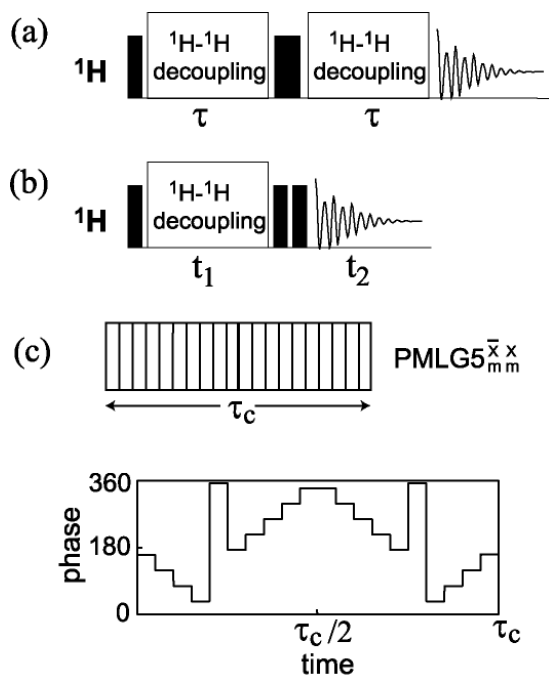 (a)
¹H
¹H-¹H
decoupling
τ
¹H-¹H
decoupling
τ
(b)
¹H
¹H-¹H
decoupling
t₁
t₂
(c)
PMLG5 x̄ x
m m
τc
360
180
0
phase
τc/2
τc
time